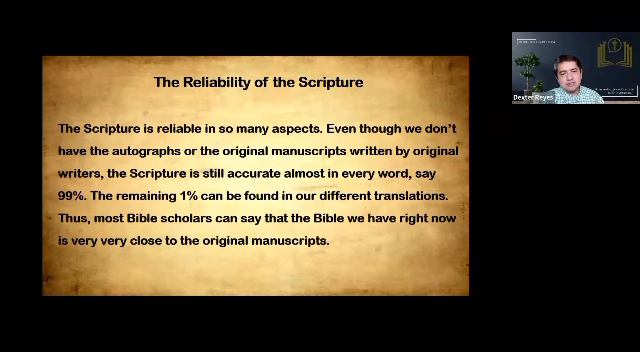 The Reliability of the Scripture
The Scripture is reliable in so many aspects. Even though we don't
have the autographs or the original manuscripts written by original
writers, the Scripture is still accurate almost in every word, say
99%. The remaining 1% can be found in our different translations.
Thus, most Bible scholars can say that the Bible we have right now
is very very close to the original manuscripts.
Dexter Reyes